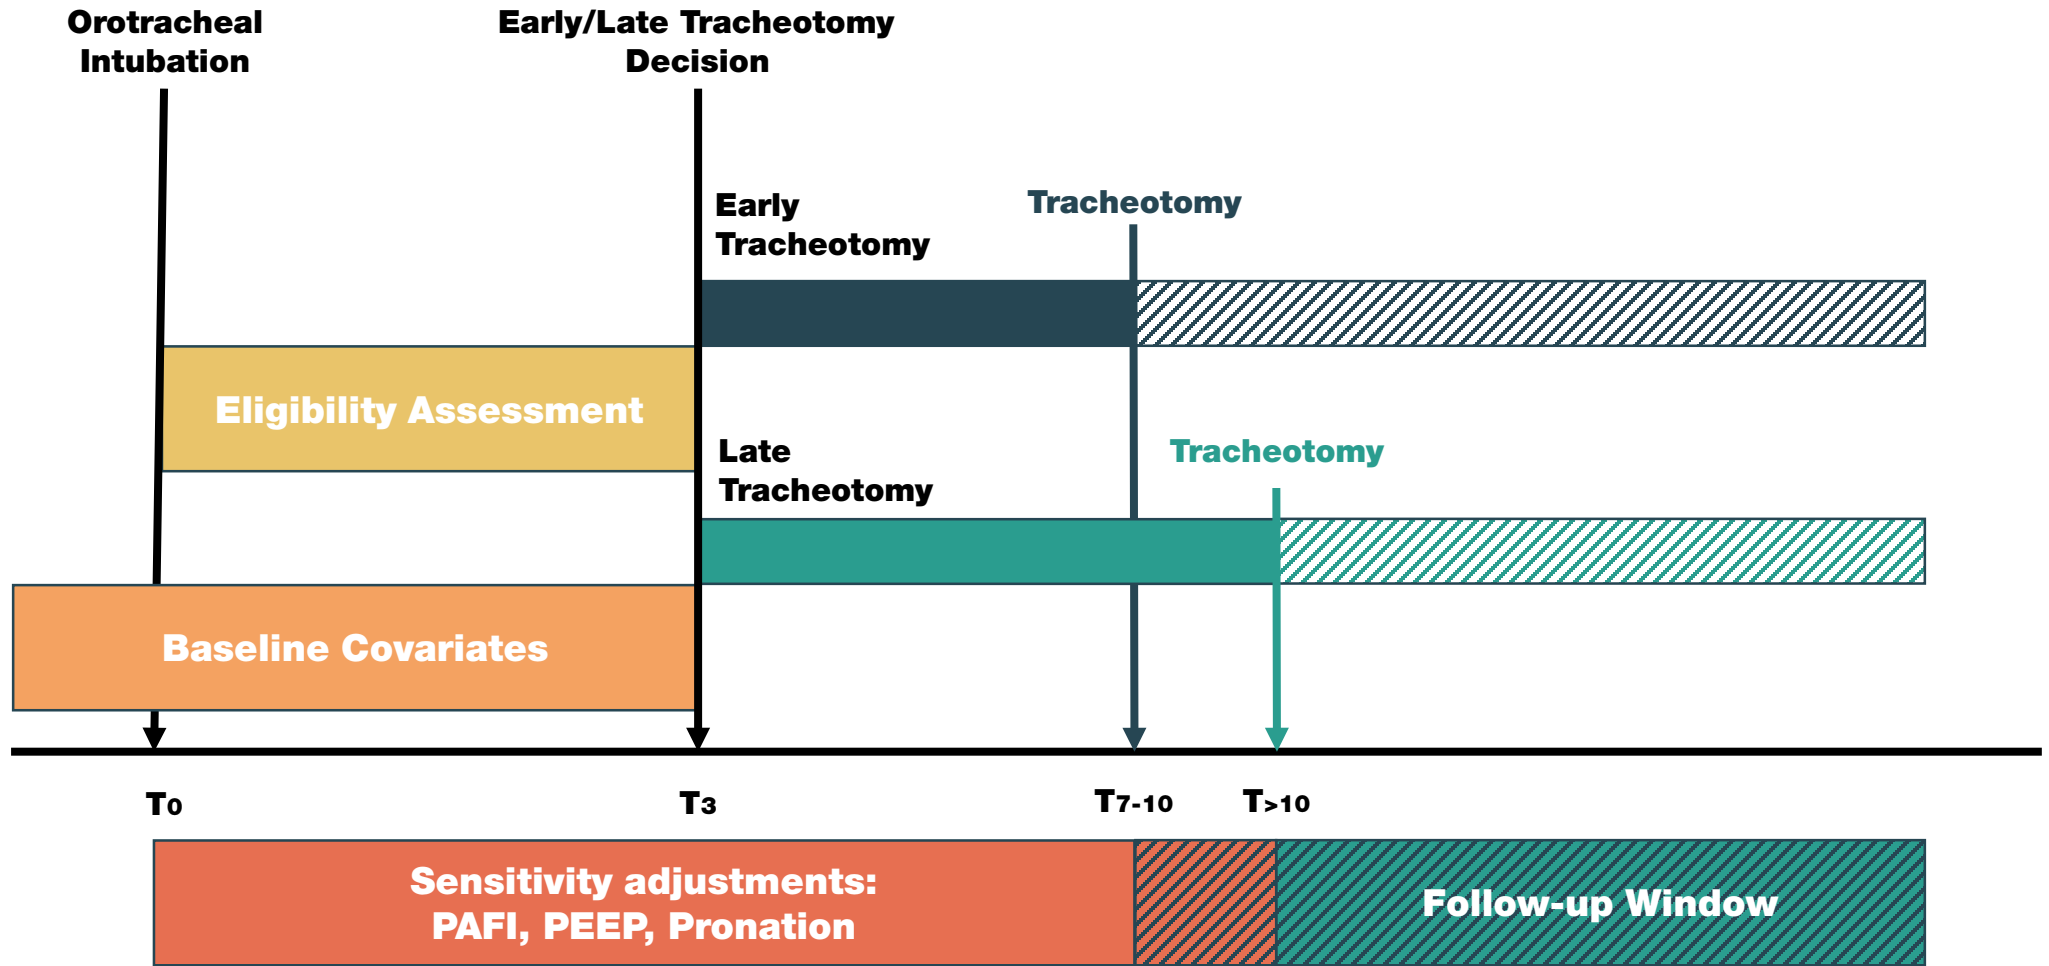 Orotracheal
Intubation
Early/Late Tracheotomy
Decision
Early
Tracheotomy
Tracheotomy
Eligibility Assessment
Late
Tracheotomy
Tracheotomy
Baseline Covariates
T0
T3
T7-10
T>10
Sensitivity adjustments:
PAFI, PEEP, Pronation
Follow-up Window